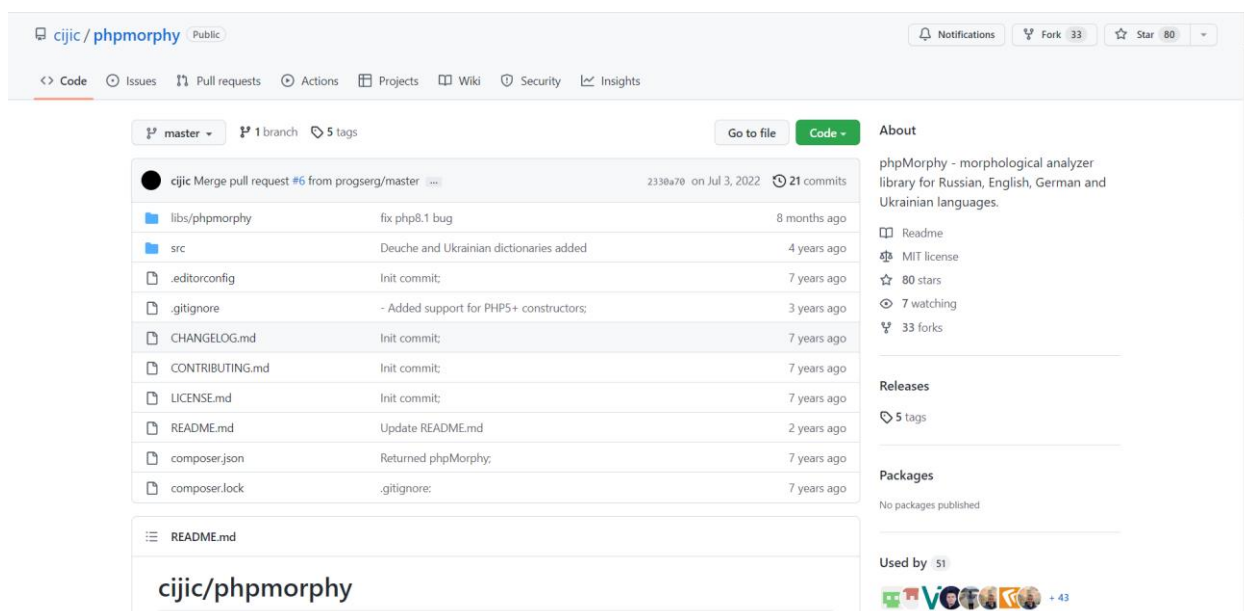 cijic / phpmorphy Public
Notifications Fork 33 Star 80
Code Issues Pull requests Actions Projects Wiki Security Insights
master 1 branch 5 tags Go to file Code
cijic Merge pull request #6 from progserg/master ... 2330a70 on Jul 3, 2022 21 commits
libs/phpmorphy fix php8.1 bug 8 months ago
src Deuche and Ukrainian dictionaries added 4 years ago
.editorconfig Init commit; 7 years ago
.gitignore - Added support for PHP5+ constructors; 3 years ago
CHANGELOG.md Init commit; 7 years ago
CONTRIBUTING.md Init commit; 7 years ago
LICENSE.md Init commit; 7 years ago
README.md Update README.md 2 years ago
composer.json Returned phpMorphy; 7 years ago
composer.lock .gitignore: 7 years ago
README.md
cijic/phpmorphy
About
phpMorphy - morphological analyzer
library for Russian, English, German and
Ukrainian languages.
Readme
MIT license
80 stars
7 watching
33 forks
Releases
5 tags
Packages
No packages published
Used by 51
+ 43